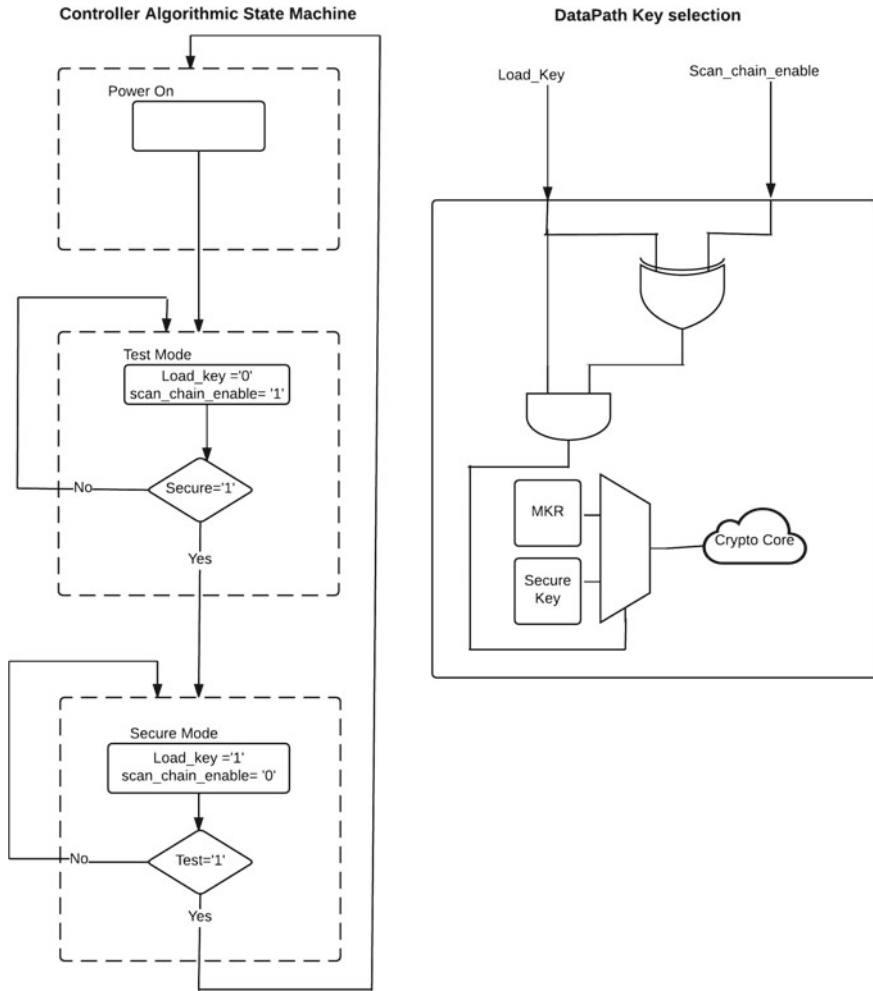 Controller Algorithmic State Machine
Power On
Test Mode
Load_key ='0'
scan_chain_enable= '1'
Secure='1'
No
Yes
Secure Mode
Load_key ='1'
scan_chain_enable= '0'
Test='1'
No
Yes
DataPath Key selection
Load_Key
Scan_chain_enable
MKR
Secure
Key
Crypto Core